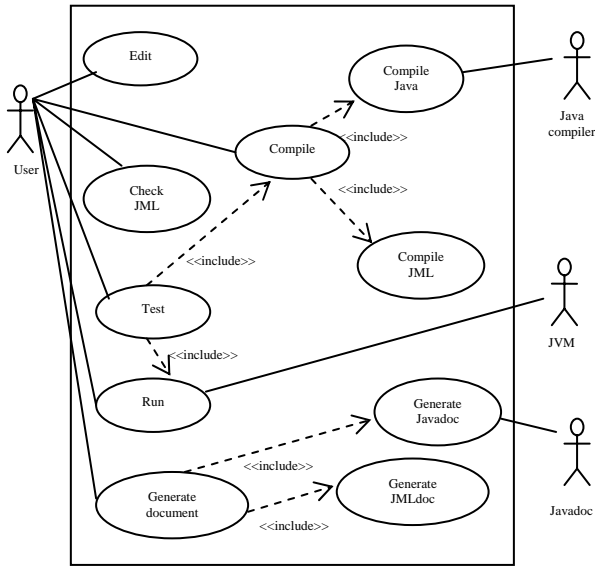 Edit
Compile
Java
Java
compiler
<<include>>
Compile
User
Check
JML
<<include>>
Compile
JML
<<include>>
Test
JVM
<<include>>
Run
Generate
Javadoc
<<include>>
Generate
JMLdoc
Generate
document
Javadoc
<<include>>